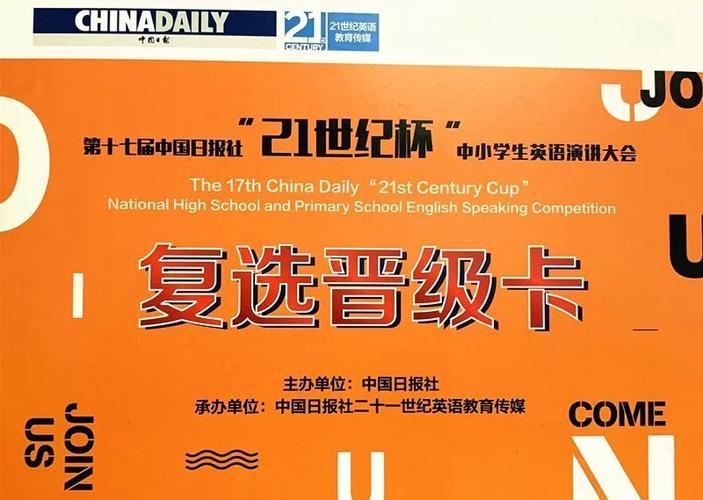 CHINADAILY
中国日报
21世纪英语
教育传媒
21st
CENTURY
JO
第十七届中国日报社"21世纪杯"中小学生英语演讲大会
The 17th China Daily "21st Century Cup"
National High School and Primary School English Speaking Competition
复选晋级卡
主办单位：中国日报社
承办单位：中国日报社二十一世纪英语教育传媒
COME
JOIN
US